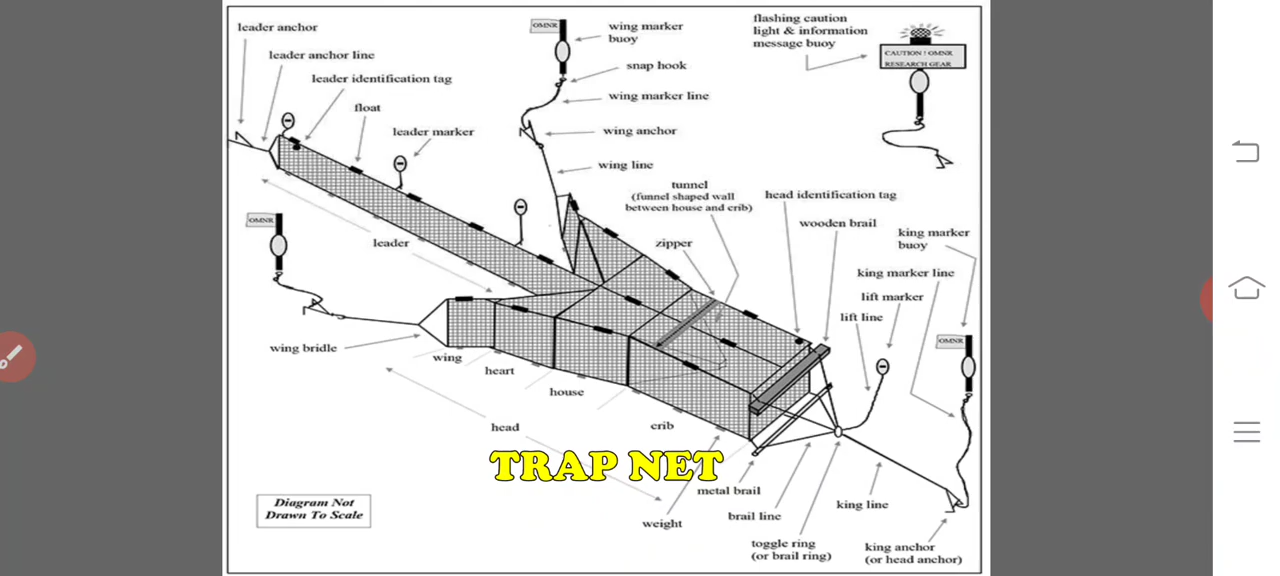 leader anchor
leader anchor line
leader identification tag
float
leader marker
OMNR
wing marker
buoy
snap hook
wing marker line
wing anchor
wing line
flashing caution
light & information
message buoy
CAUTION ! OMNR
RESEARCH GEAR
tunnel
(funnel shaped wall
between house and crib)
zipper
head identification tag
wooden brail
king marker
buoy
king marker line
lift marker
lift line
OMNR
OMNR
leader
wing bridle
wing
heart
house
crib
head
TRAP NET
metal brail
weight
brail line
toggle ring
(or brail ring)
king line
king anchor
(or head anchor)
Diagram Not
Drawn To Scale